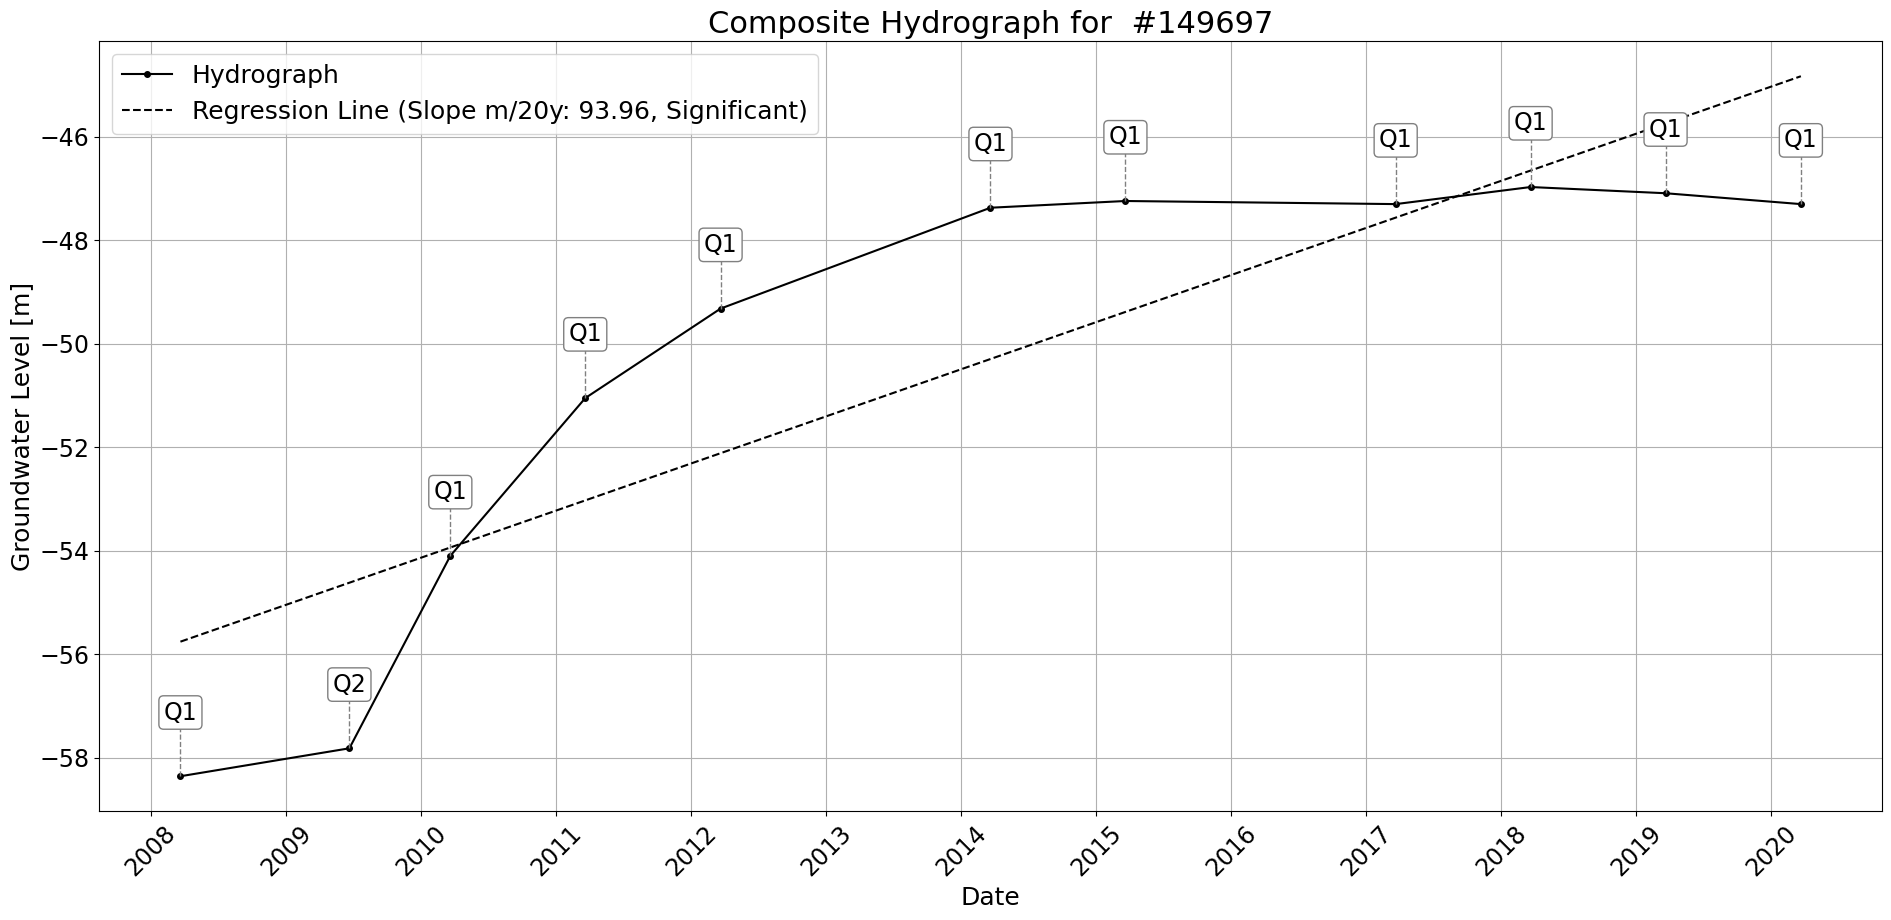 Composite Hydrograph for  #149697
Hydrograph
Regression Line (Slope m/20y: 93.96, Significant)
Groundwater Level [m]
−46
−48
−50
−52
−54
−56
−58
Q1
Q2
Q1
Q1
Q1
Q1
Q1
Q1
Q1
Q1
Q1
2008
2009
2010
2011
2012
2013
2014
2015
2016
2017
2018
2019
2020
Date